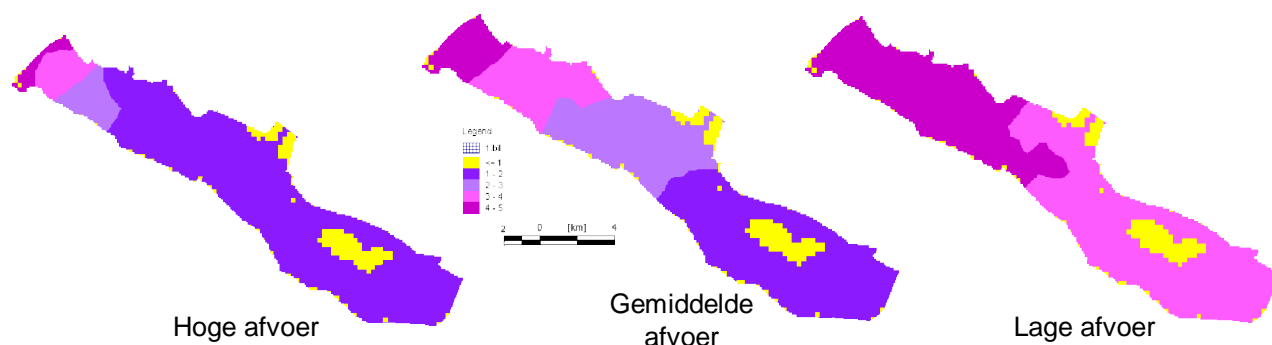 Legend
1.bil
<= 1
1 - 2
2 - 3
3 - 4
4 - 5
2 0 [km] 4
Hoge afvoer
Gemiddelde
afvoer
Lage afvoer